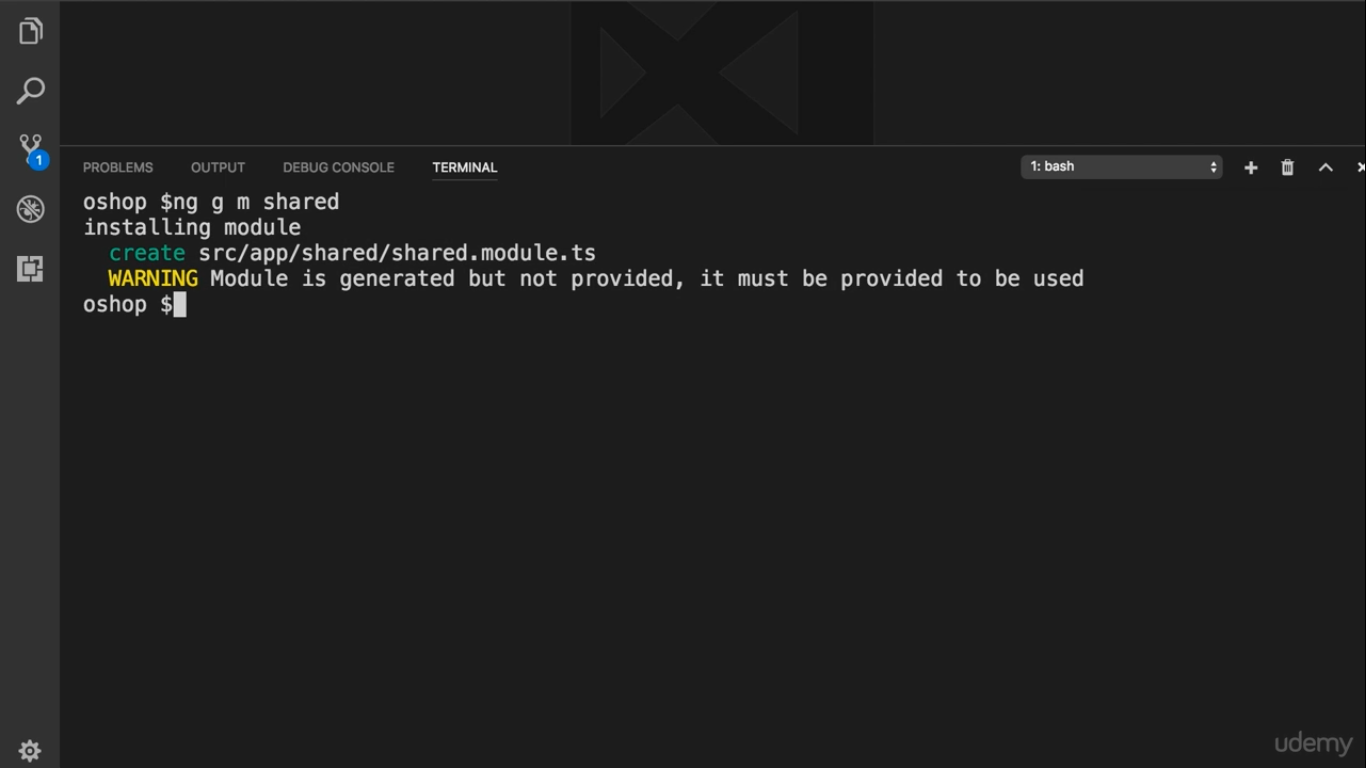 1
PROBLEMS OUTPUT DEBUG CONSOLE TERMINAL 1: bash
oshop $ng g m shared
installing module
create src/app/shared/shared.module.ts
WARNING Module is generated but not provided, it must be provided to be used
oshop $
udemy